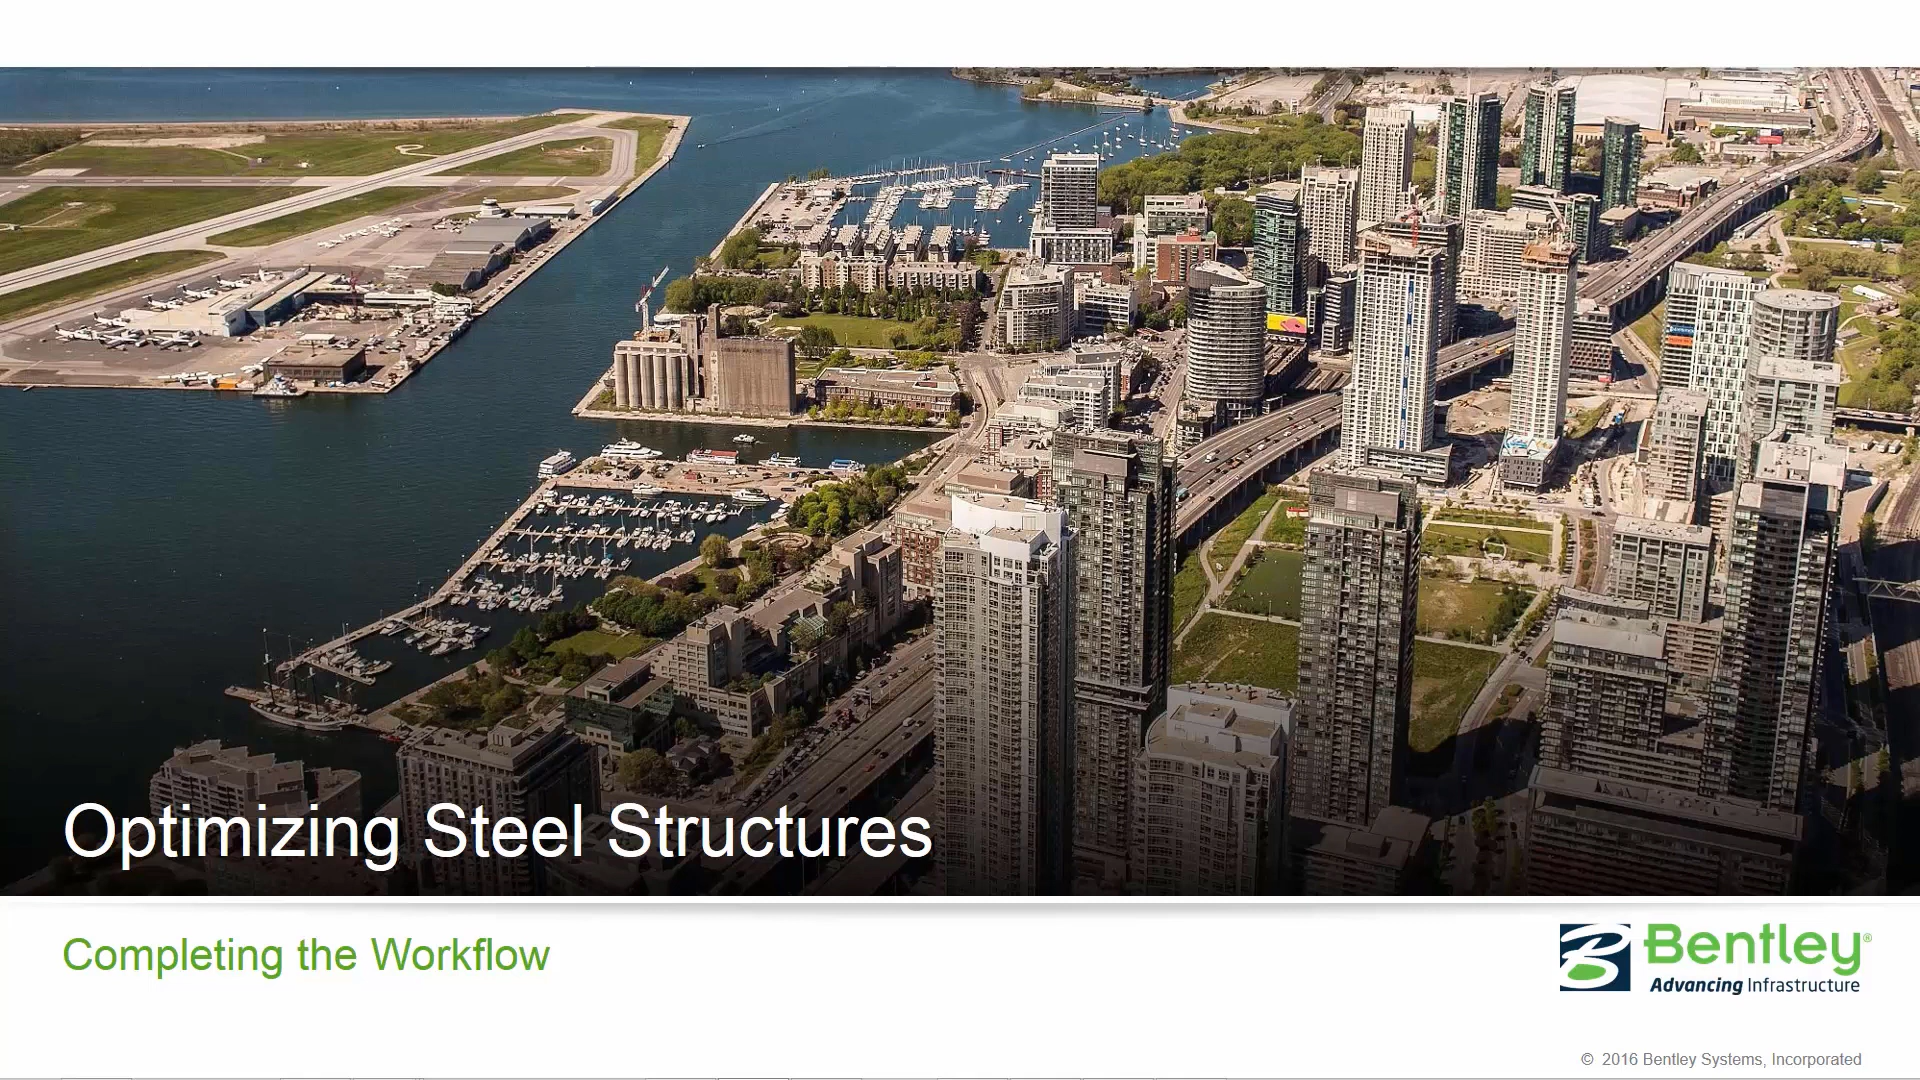 Optimizing Steel Structures
Completing the Workflow
Bentley®
Advancing Infrastructure
© 2016 Bentley Systems, Incorporated